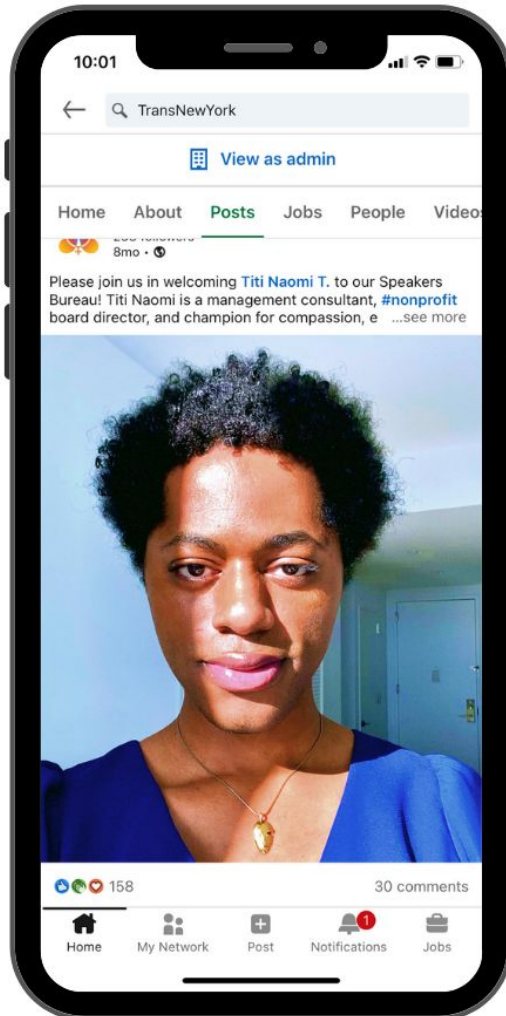 10:01
TransNewYork
View as admin
Home About Posts Jobs People Videos
8mo •
Please join us in welcoming Titi Naomi T. to our Speakers
Bureau! Titi Naomi is a management consultant, #nonprofit
board director, and champion for compassion, e ...see more
158 30 comments
Home My Network Post 1 Notifications Jobs